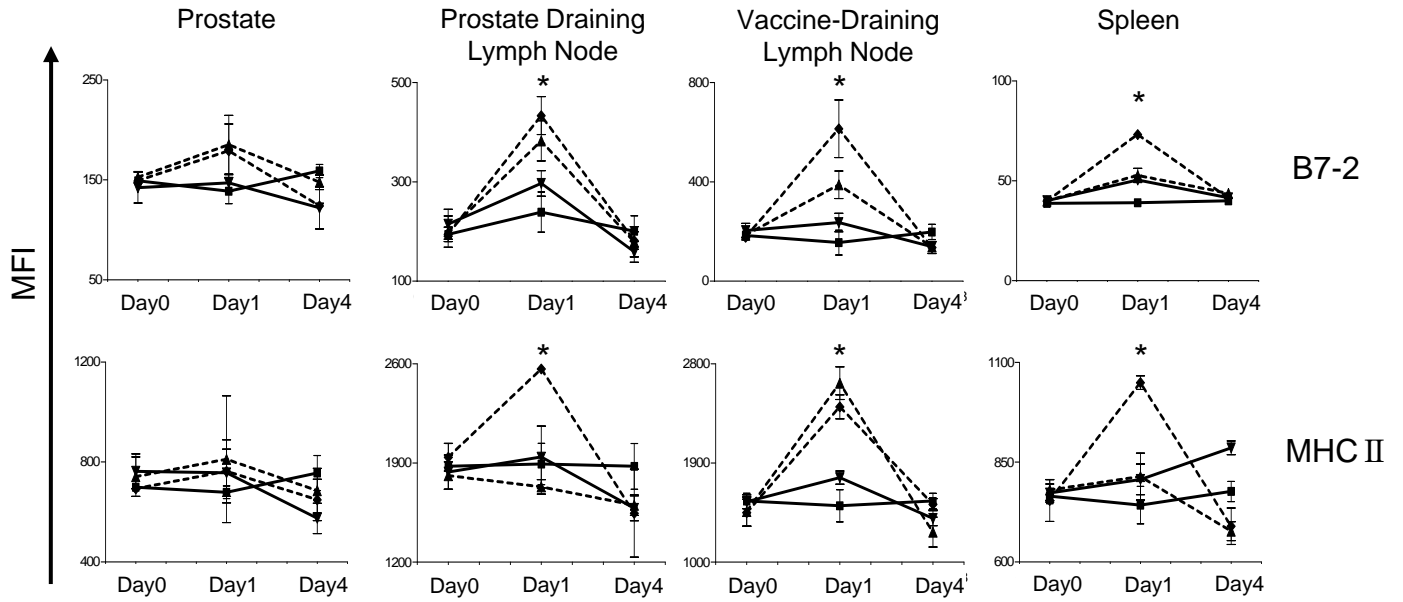 Prostate
Prostate Draining
Lymph Node
Vaccine-Draining
Lymph Node
Spleen
MFI
250
150
50
Day0 Day1 Day4
*
500
300
100
Day0 Day1 Day4
*
800
400
0
Day0 Day1 Day4
*
100
50
0
Day0 Day1 Day4
B7-2
1200
800
400
Day0 Day1 Day4
*
2600
1900
1200
Day0 Day1 Day4
*
2800
1900
1000
Day0 Day1 Day4
*
1100
850
600
Day0 Day1 Day4
MHC II